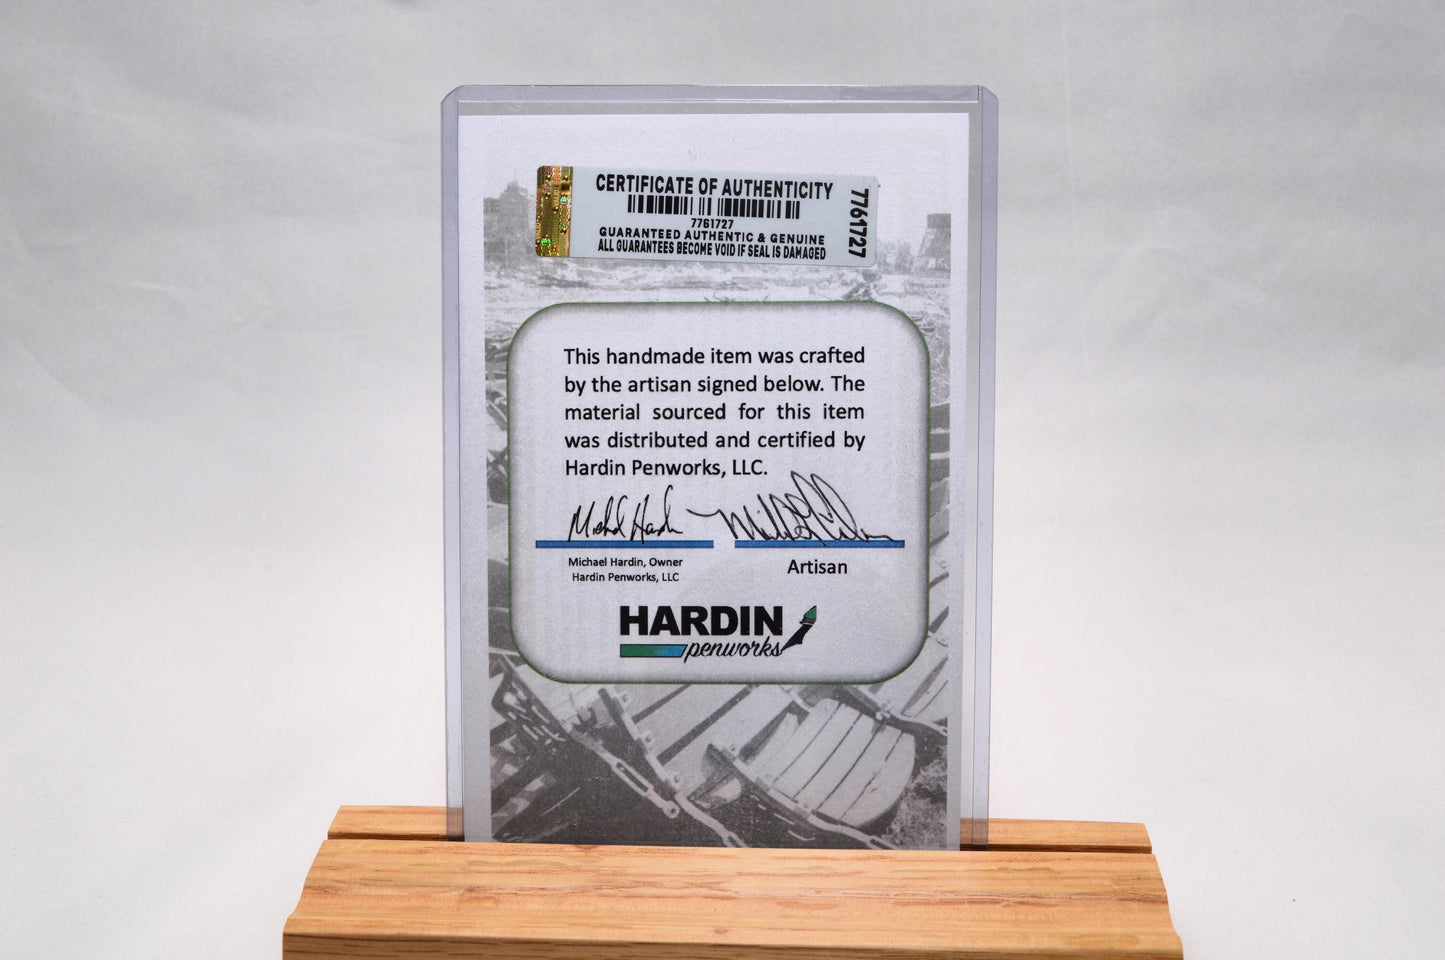 CERTIFICATE OF AUTHENTICITY
7761727
GUARANTEED AUTHENTIC & GENUINE
ALL GUARANTEES BECOME VOID IF SEAL IS DAMAGED
7761727
This handmade item was crafted
by the artisan signed below. The
material sourced for this item
was distributed and certified by
Hardin Penworks, LLC.
Michael Hardin, Owner
Hardin Penworks, LLC
Artisan
HARDIN
penworks